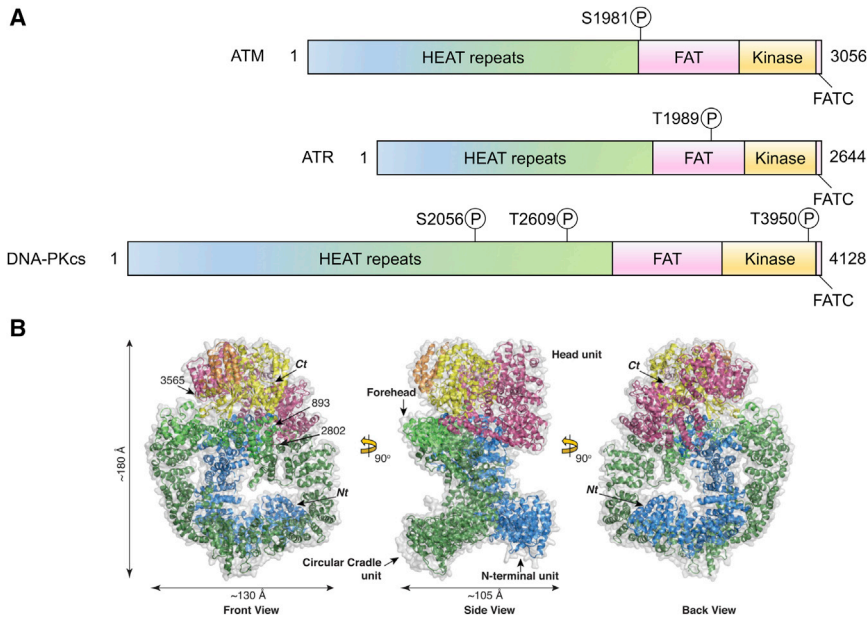 A
S1981 P
ATM 1 HEAT repeats FAT Kinase 3056
FATC
T1989 P
ATR 1 HEAT repeats FAT Kinase 2644
FATC
S2056 P T2609 P T3950 P
DNA-PKcs 1 HEAT repeats FAT Kinase 4128
FATC
B
Ct
Head unit
Ct
3565
Forehead
893
2802
~180 Å
90°
90°
Nt
Nt
Circular Cradle
unit
N-terminal unit
~130 Å
~105 Å
Front View
Side View
Back View